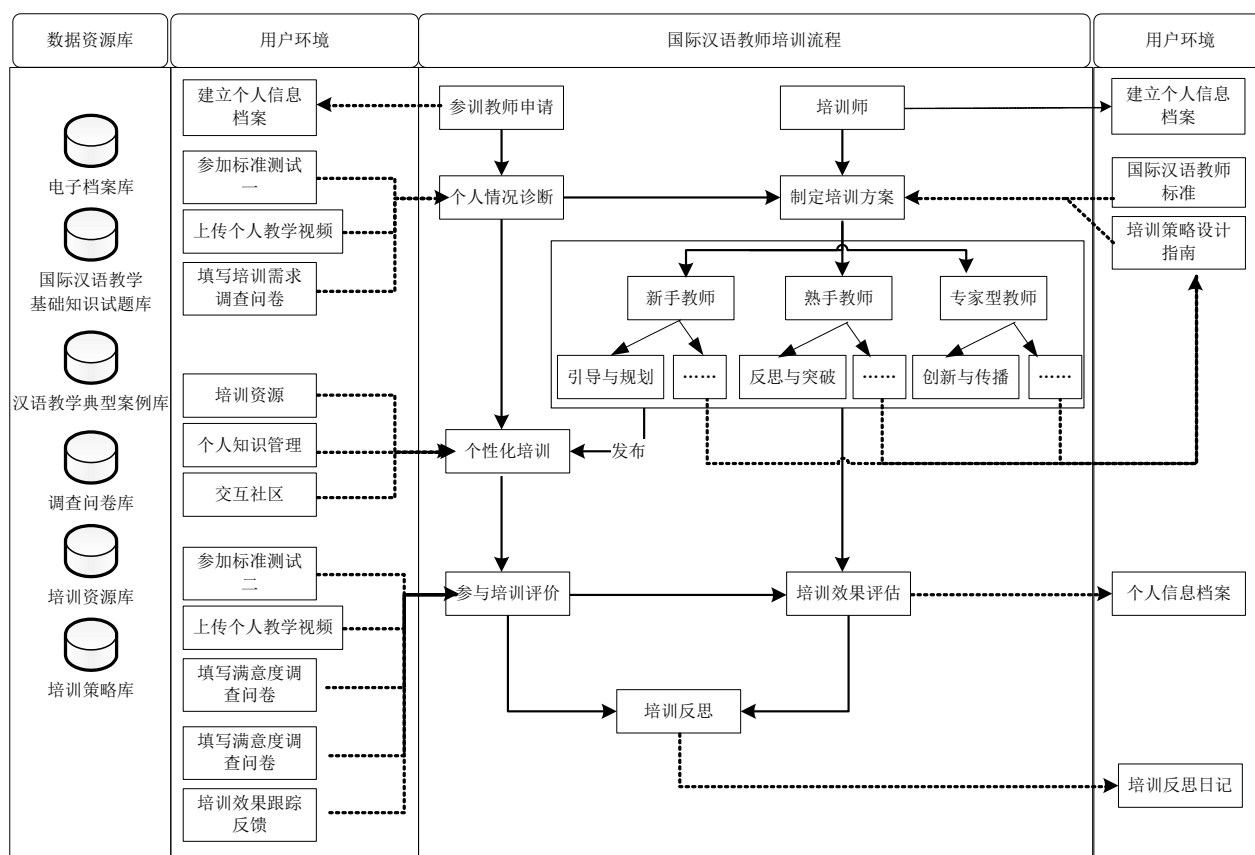 数据资源库
用户环境
国际汉语教师培训流程
用户环境
电子档案库
国际汉语教学
基础知识试题库
汉语教学典型案例库
调查问卷库
培训资源库
培训策略库
建立个人信息
档案
参加标准测试
一
上传个人教学视频
填写培训需求
调查问卷
培训资源
个人知识管理
交互社区
参加标准测试
二
上传个人教学视频
填写满意度调
查问卷
填写满意度调
查问卷
培训效果跟踪
反馈
参训教师申请
培训师
个人情况诊断
制定培训方案
新手教师
熟手教师
专家型教师
引导与规划
……
反思与突破
……
创新与传播
……
个性化培训
发布
参与培训评价
培训效果评估
培训反思
建立个人信息
档案
国际汉语教师
标准
培训策略设计
指南
个人信息档案
培训反思日记